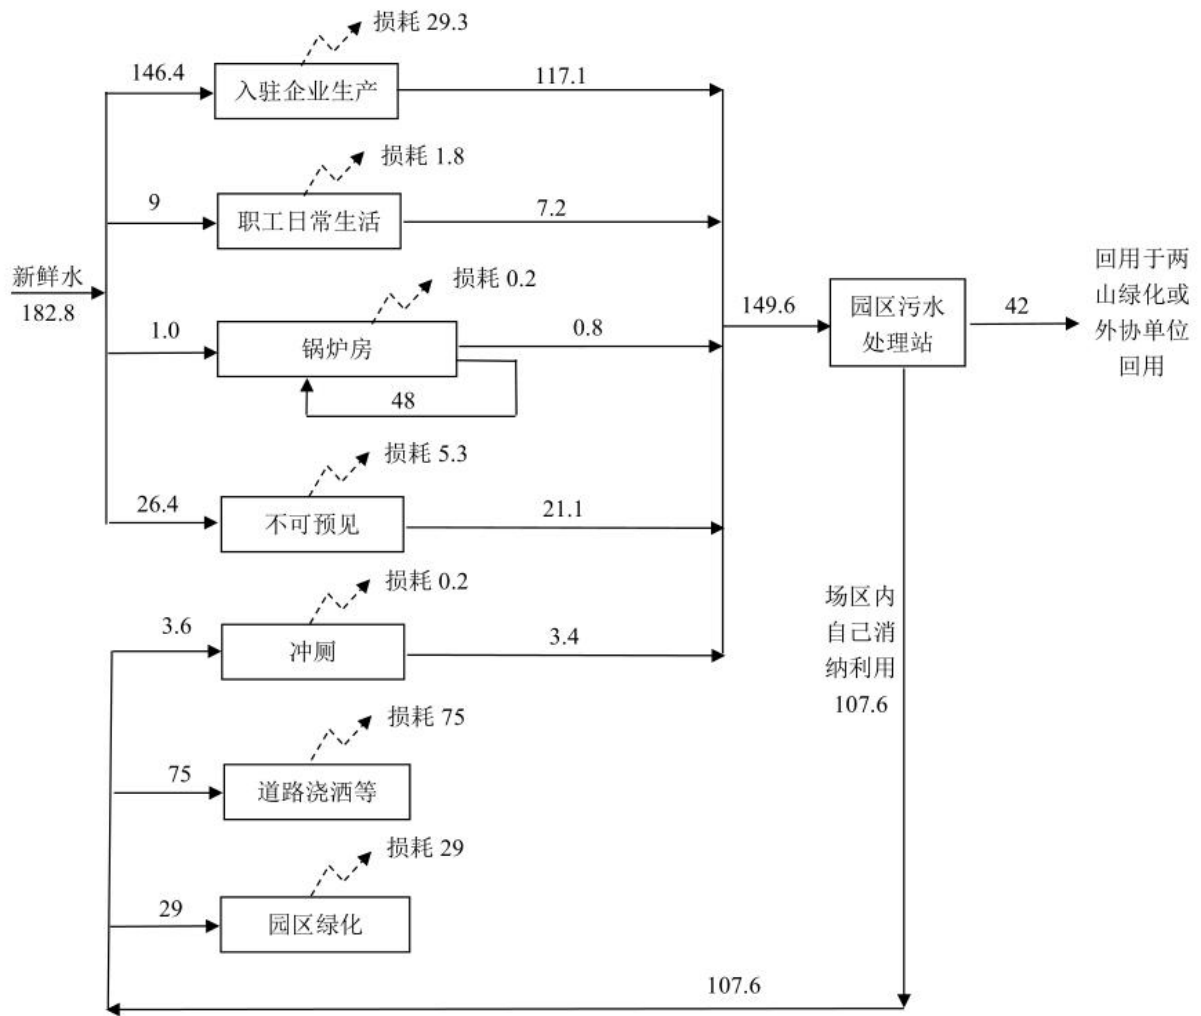 损耗 29.3
146.4
入驻企业生产
117.1
损耗 1.8
9
职工日常生活
7.2
新鲜水
182.8
损耗 0.2
1.0
锅炉房
0.8
48
149.6
园区污水
处理站
42
回用于两
山绿化或
外协单位
回用
损耗 5.3
26.4
不可预见
21.1
损耗 0.2
3.6
冲厕
3.4
场区内
自己消
纳利用
107.6
损耗 75
75
道路浇洒等
损耗 29
29
园区绿化
107.6